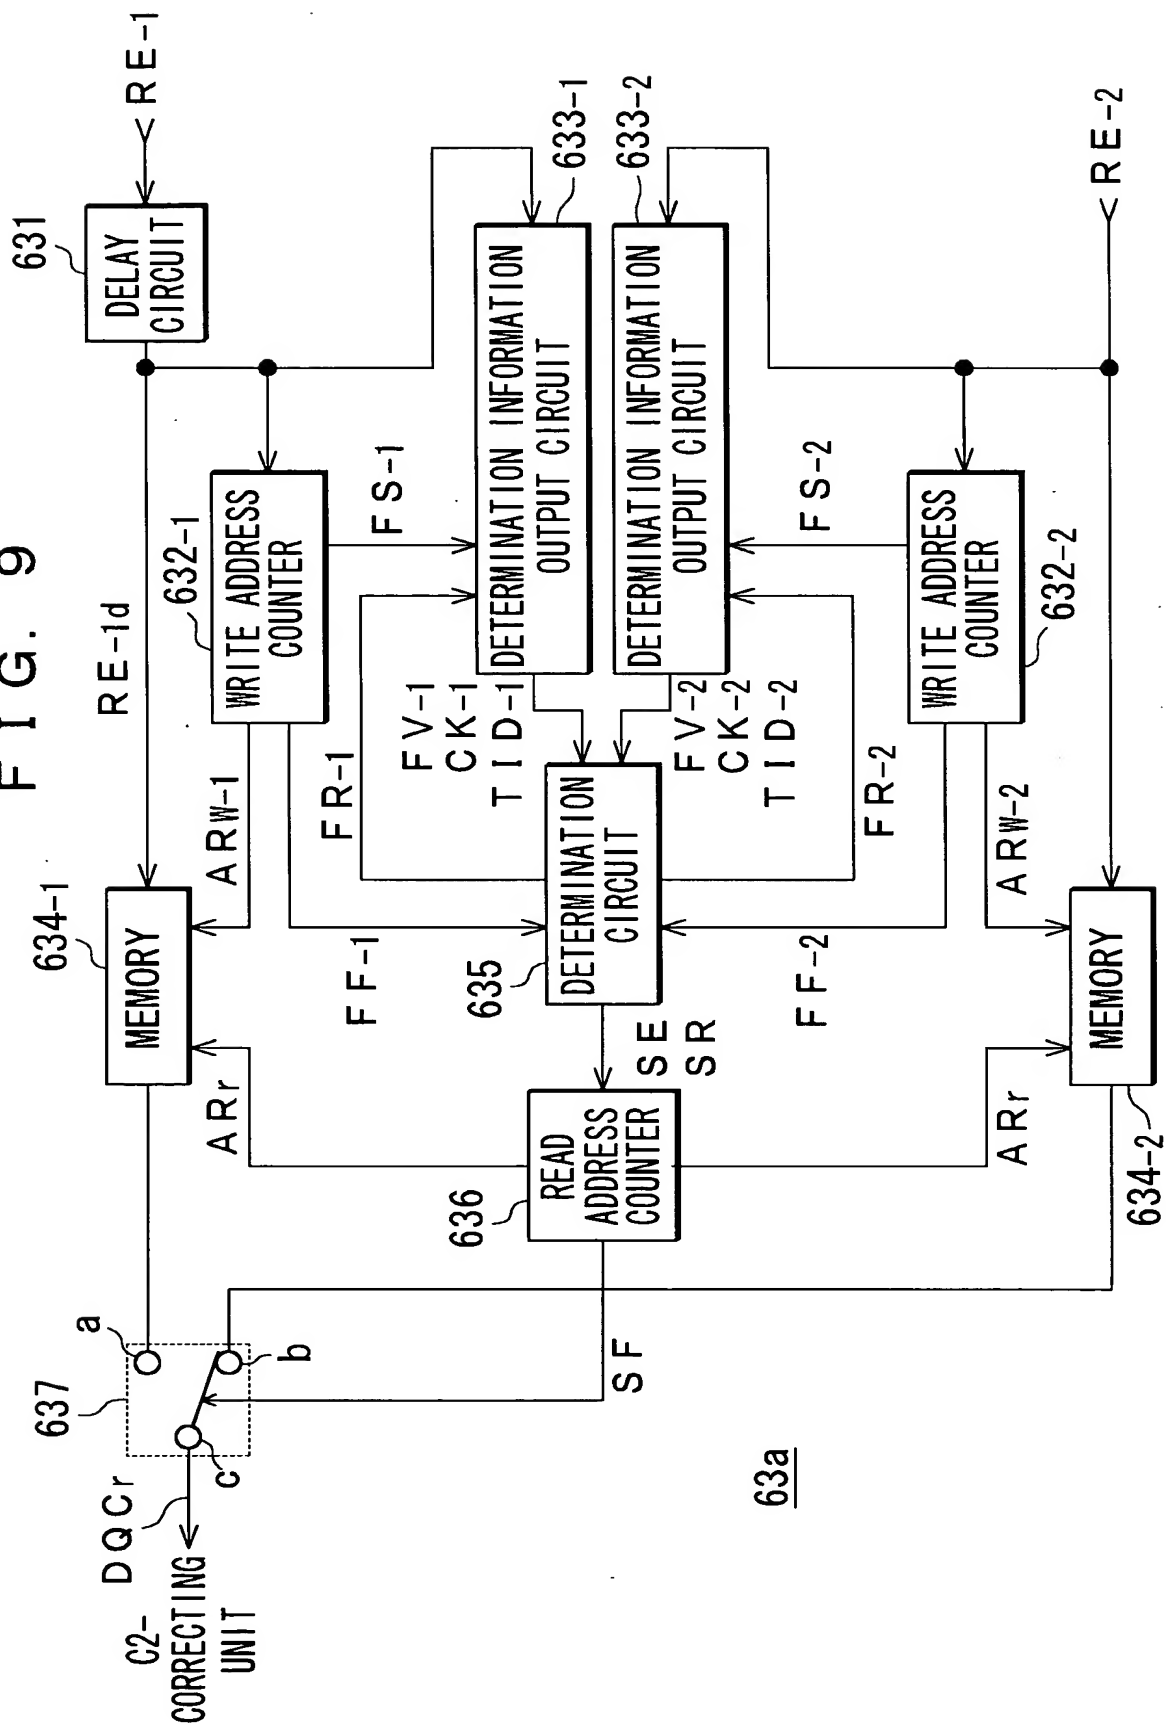 FIG. 9
RE-1
631
DELAY
CIRCUIT
RE-1d
634-1
MEMORY
ARW-1
632-1
WRITE ADDRESS
COUNTER
FS-1
633-1
DETERMINATION INFORMATION
OUTPUT CIRCUIT
FR-1
FF-1
FV-1
CK-1
TID-1
635
DETERMINATION
CIRCUIT
SE
SR
636
READ
ADDRESS
COUNTER
ARr
ARr
SF
633-2
DETERMINATION INFORMATION
OUTPUT CIRCUIT
FV-2
CK-2
TID-2
FR-2
FF-2
FS-2
632-2
WRITE ADDRESS
COUNTER
ARW-2
RE-2
634-2
MEMORY
637
a
b
c
DQCr
C2-
CORRECTING
UNIT
63a